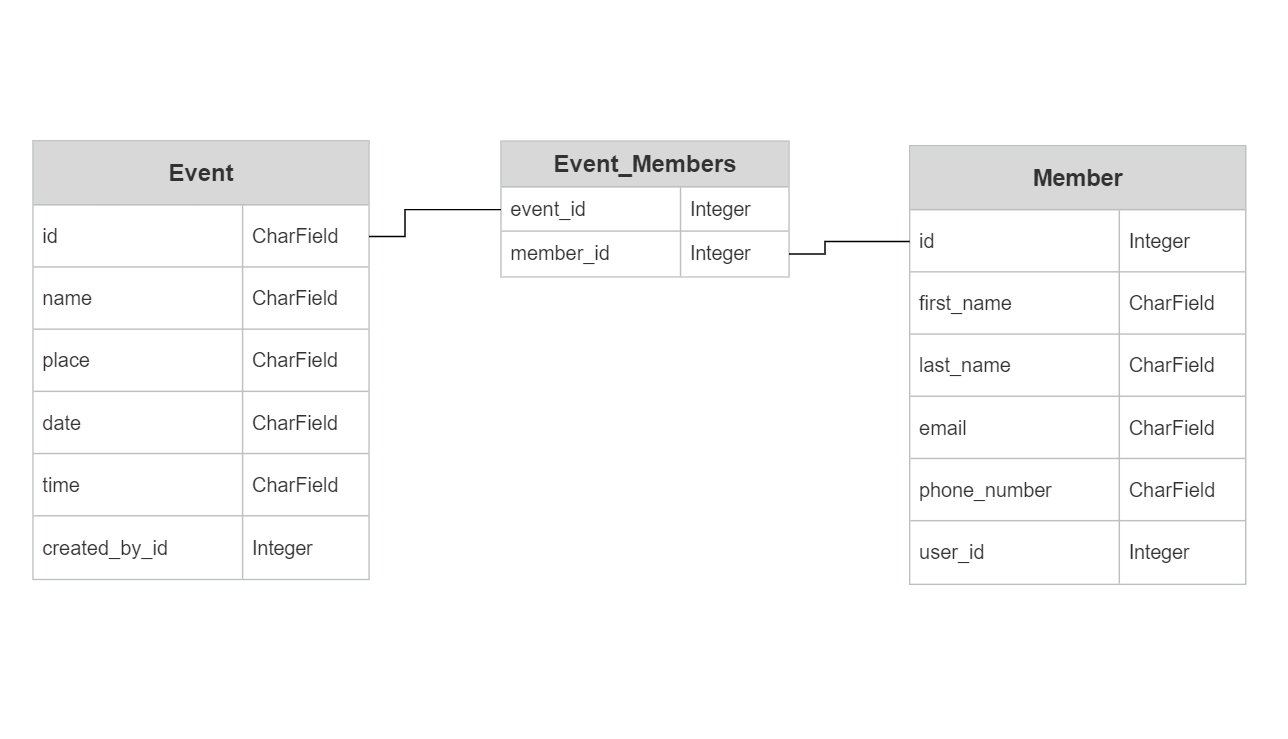 Event
id CharField
name CharField
place CharField
date CharField
time CharField
created_by_id Integer
Event_Members
event_id Integer
member_id Integer
Member
id Integer
first_name CharField
last_name CharField
email CharField
phone_number CharField
user_id Integer